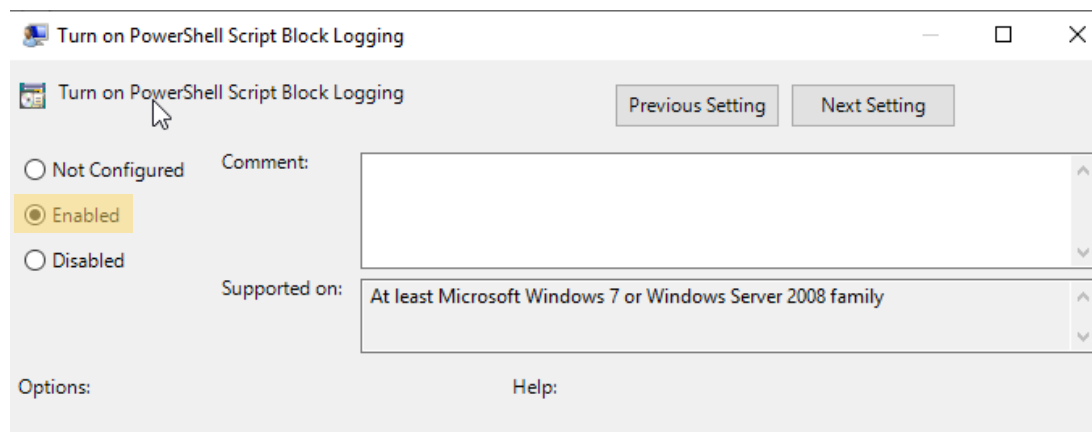 Turn on PowerShell Script Block Logging
Turn on PowerShell Script Block Logging
Previous Setting
Next Setting
Not Configured
Comment:
Enabled
Disabled
Supported on:
At least Microsoft Windows 7 or Windows Server 2008 family
Options:
Help: